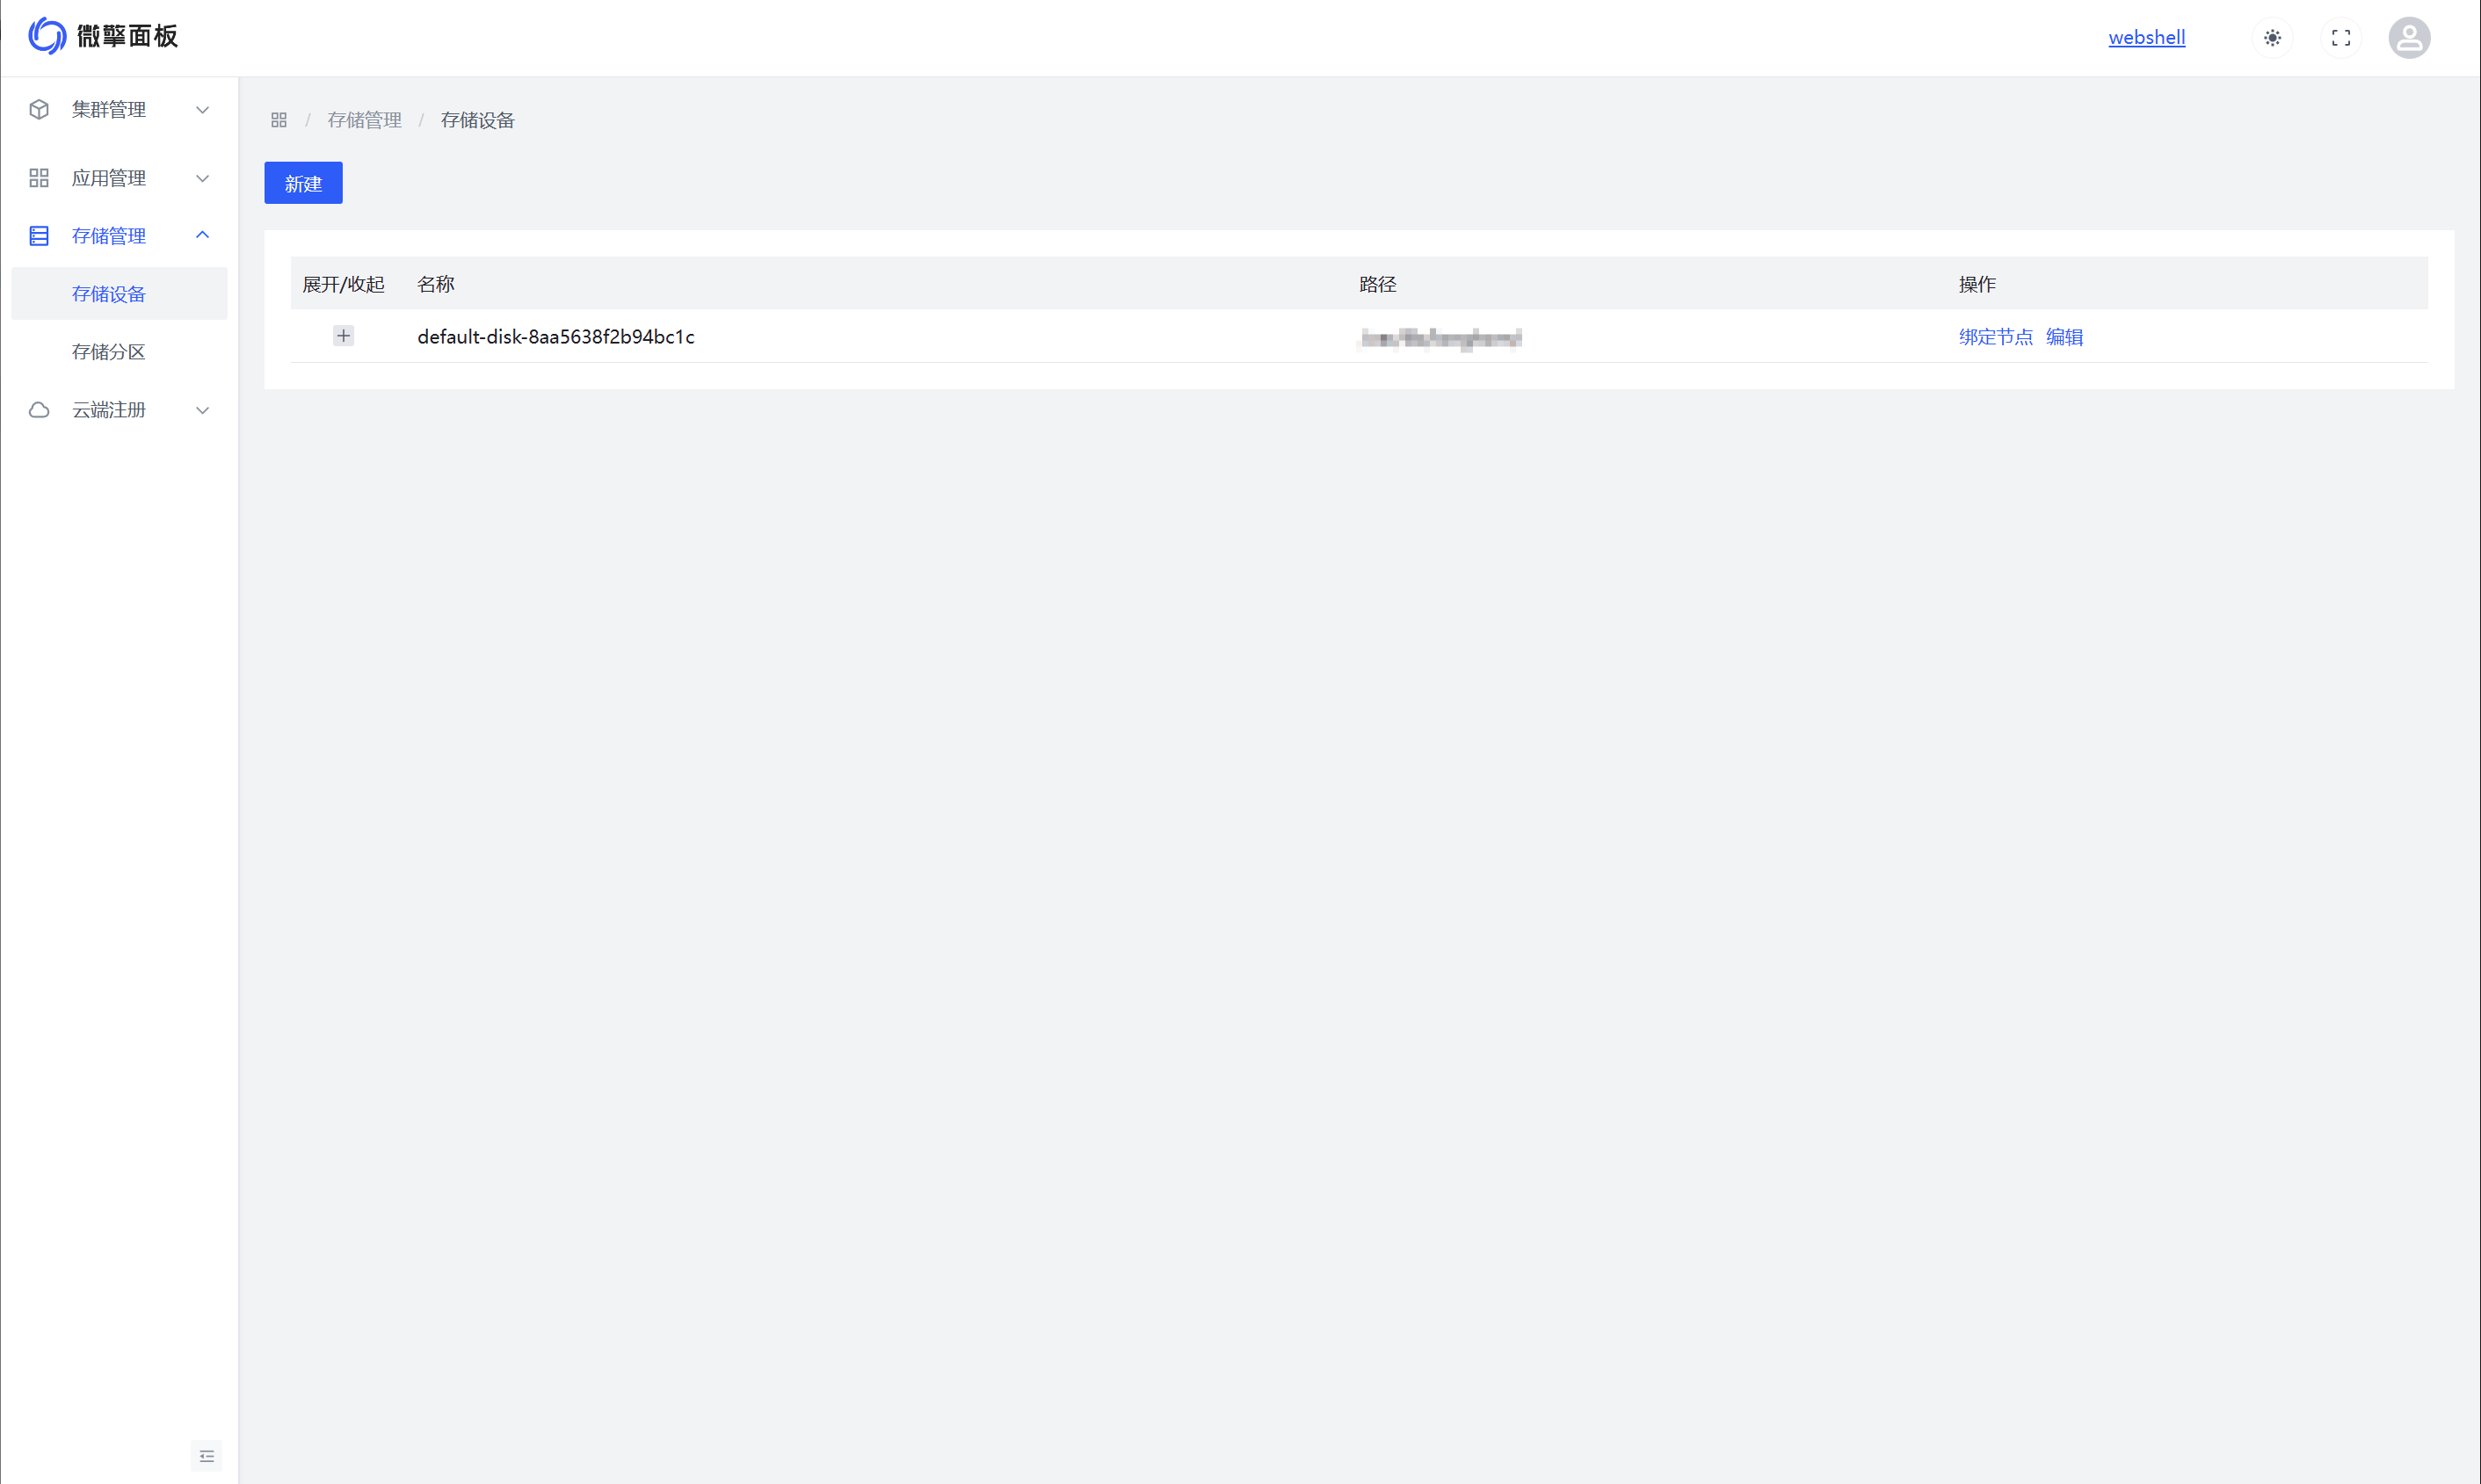 微擎面板
webshell
集群管理
应用管理
存储管理
存储设备
存储分区
云端注册
/ 存储管理 / 存储设备
新建
展开/收起 名称 路径 操作
default-disk-8aa5638f2b94bc1c 绑定节点 编辑